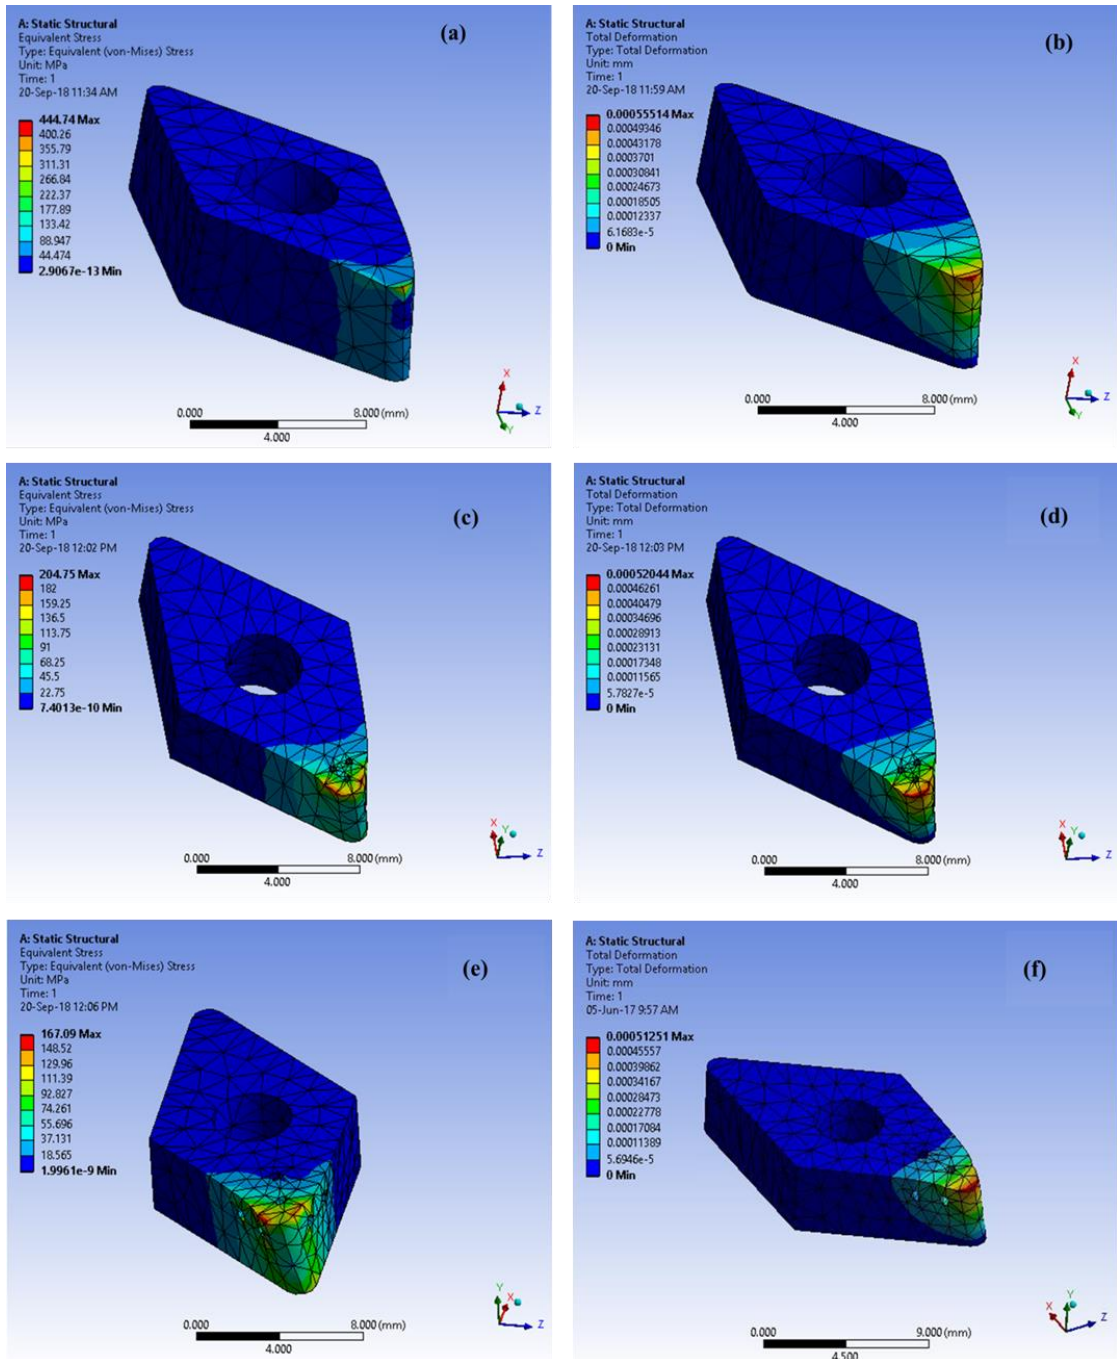 A: Static Structural
Equivalent Stress
Type: Equivalent (von-Mises) Stress
Unit: MPa
Time: 1
20-Sep-18 11:34 AM
(a)
444.74 Max
400.26
355.79
311.31
266.84
222.37
177.89
133.42
88.947
44.474
2.9067e-13 Min
0.000
8.000 (mm)
4.000
X
Y
Z
A: Static Structural
Total Deformation
Type: Total Deformation
Unit: mm
Time: 1
20-Sep-18 11:59 AM
(b)
0.00055514 Max
0.00049346
0.00043178
0.0003701
0.00030841
0.00024673
0.00018505
0.00012337
6.1683e-5
0 Min
0.000
8.000 (mm)
4.000
X
Y
Z
A: Static Structural
Equivalent Stress
Type: Equivalent (von-Mises) Stress
Unit: MPa
Time: 1
20-Sep-18 12:02 PM
(c)
204.75 Max
182
159.25
136.5
113.75
91
68.25
45.5
22.75
7.4013e-10 Min
0.000
8.000 (mm)
4.000
X
Y
Z
A: Static Structural
Total Deformation
Type: Total Deformation
Unit: mm
Time: 1
20-Sep-18 12:03 PM
(d)
0.00052044 Max
0.00046261
0.00040479
0.00034696
0.00028913
0.00023131
0.00017348
0.00011565
5.7827e-5
0 Min
0.000
8.000 (mm)
4.000
X
Y
Z
A: Static Structural
Equivalent Stress
Type: Equivalent (von-Mises) Stress
Unit: MPa
Time: 1
20-Sep-18 12:06 PM
(e)
167.09 Max
148.52
129.96
111.39
92.827
74.261
55.696
37.131
18.565
1.9961e-9 Min
0.000
8.000 (mm)
4.000
Y
X
Z
A: Static Structural
Total Deformation
Type: Total Deformation
Unit: mm
Time: 1
05-Jun-17 9:57 AM
(f)
0.00051251 Max
0.00045557
0.00039862
0.00034167
0.00028473
0.00022778
0.00017084
0.00011389
5.6946e-5
0 Min
0.000
9.000 (mm)
4.500
X
Y
Z